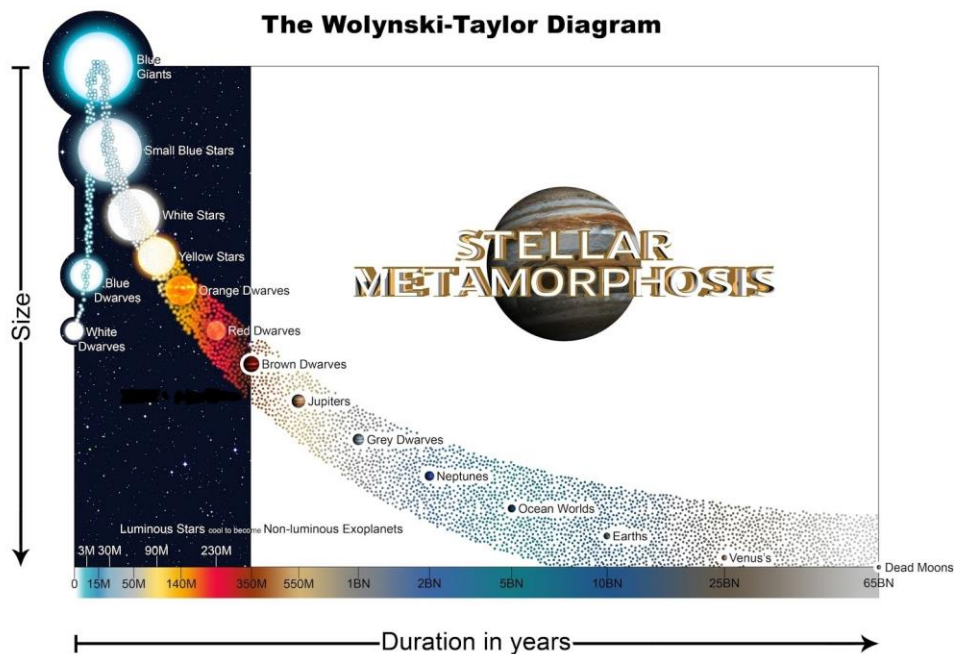 The Wolynski-Taylor Diagram
Blue
Giants
Small Blue Stars
White Stars
Yellow Stars
STELLAR
METAMORPHOSIS
Blue
Dwarves
Orange Dwarves
Size
White
Dwarves
Red Dwarves
Brown Dwarves
Jupiters
Grey Dwarves
Neptunes
Ocean Worlds
Luminous Stars cool to become Non-luminous Exoplanets
Earths
Venus's
Dead Moons
3M 30M 90M 230M
0 15M 50M 140M 350M 550M 1BN 2BN 5BN 10BN 25BN 65BN
Duration in years